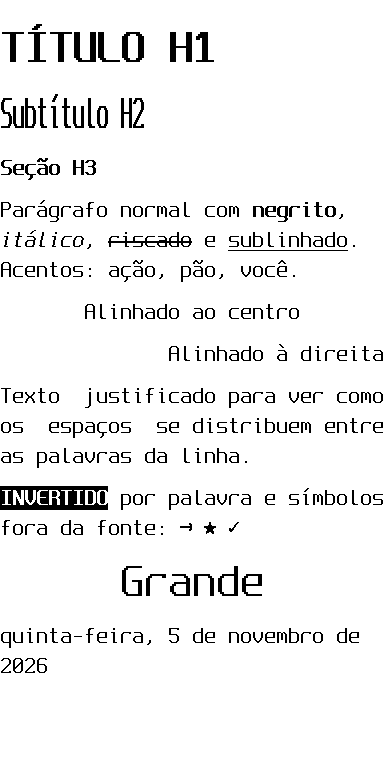 TÍTULO H1
Subtítulo H2
Seção H3
Parágrafo normal com negrito,
itálico, riscado e sublinhado.
Acentos: ação, pão, você.
Alinhado ao centro
Alinhado à direita
Texto justificado para ver como
os espaços se distribuem entre
as palavras da linha.
INVERTIDO por palavra e símbolos
fora da fonte: → ★ ✓
Grande
quinta-feira, 5 de novembro de
2026